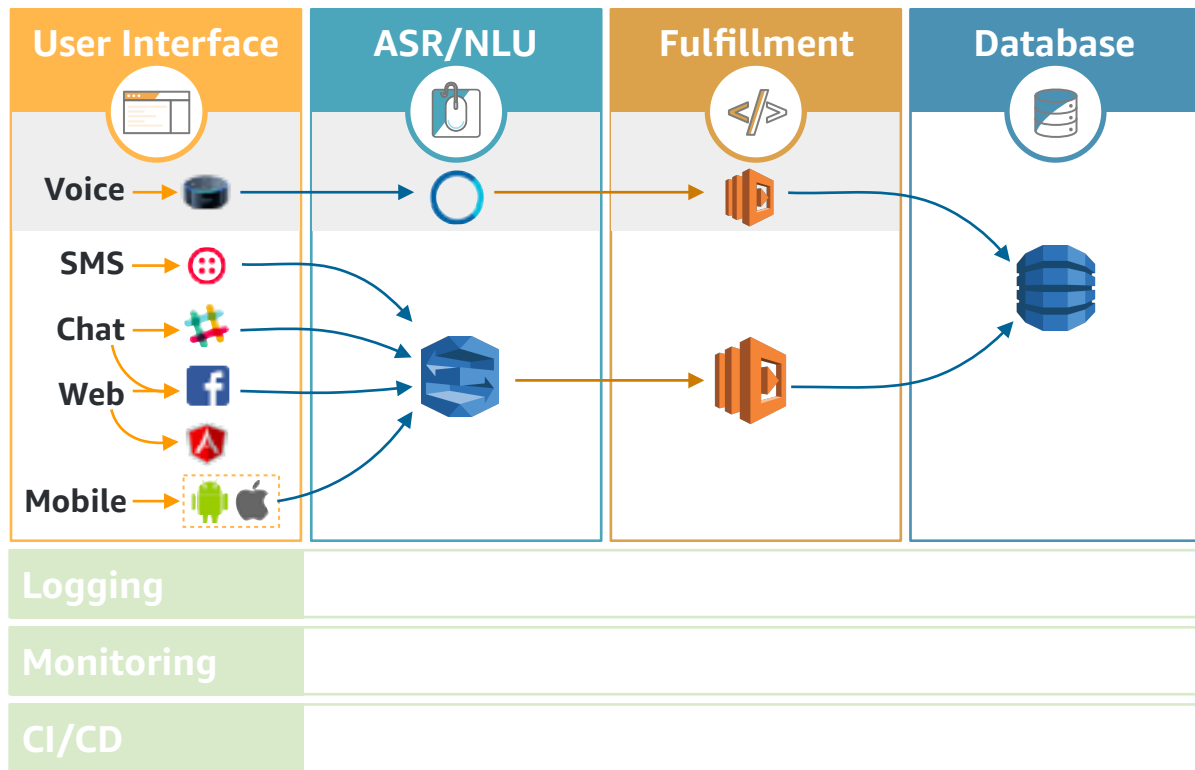 User Interface
ASR/NLU
Fulfillment
Database
Voice
SMS
Chat
Web
Mobile
Logging
Monitoring
CI/CD